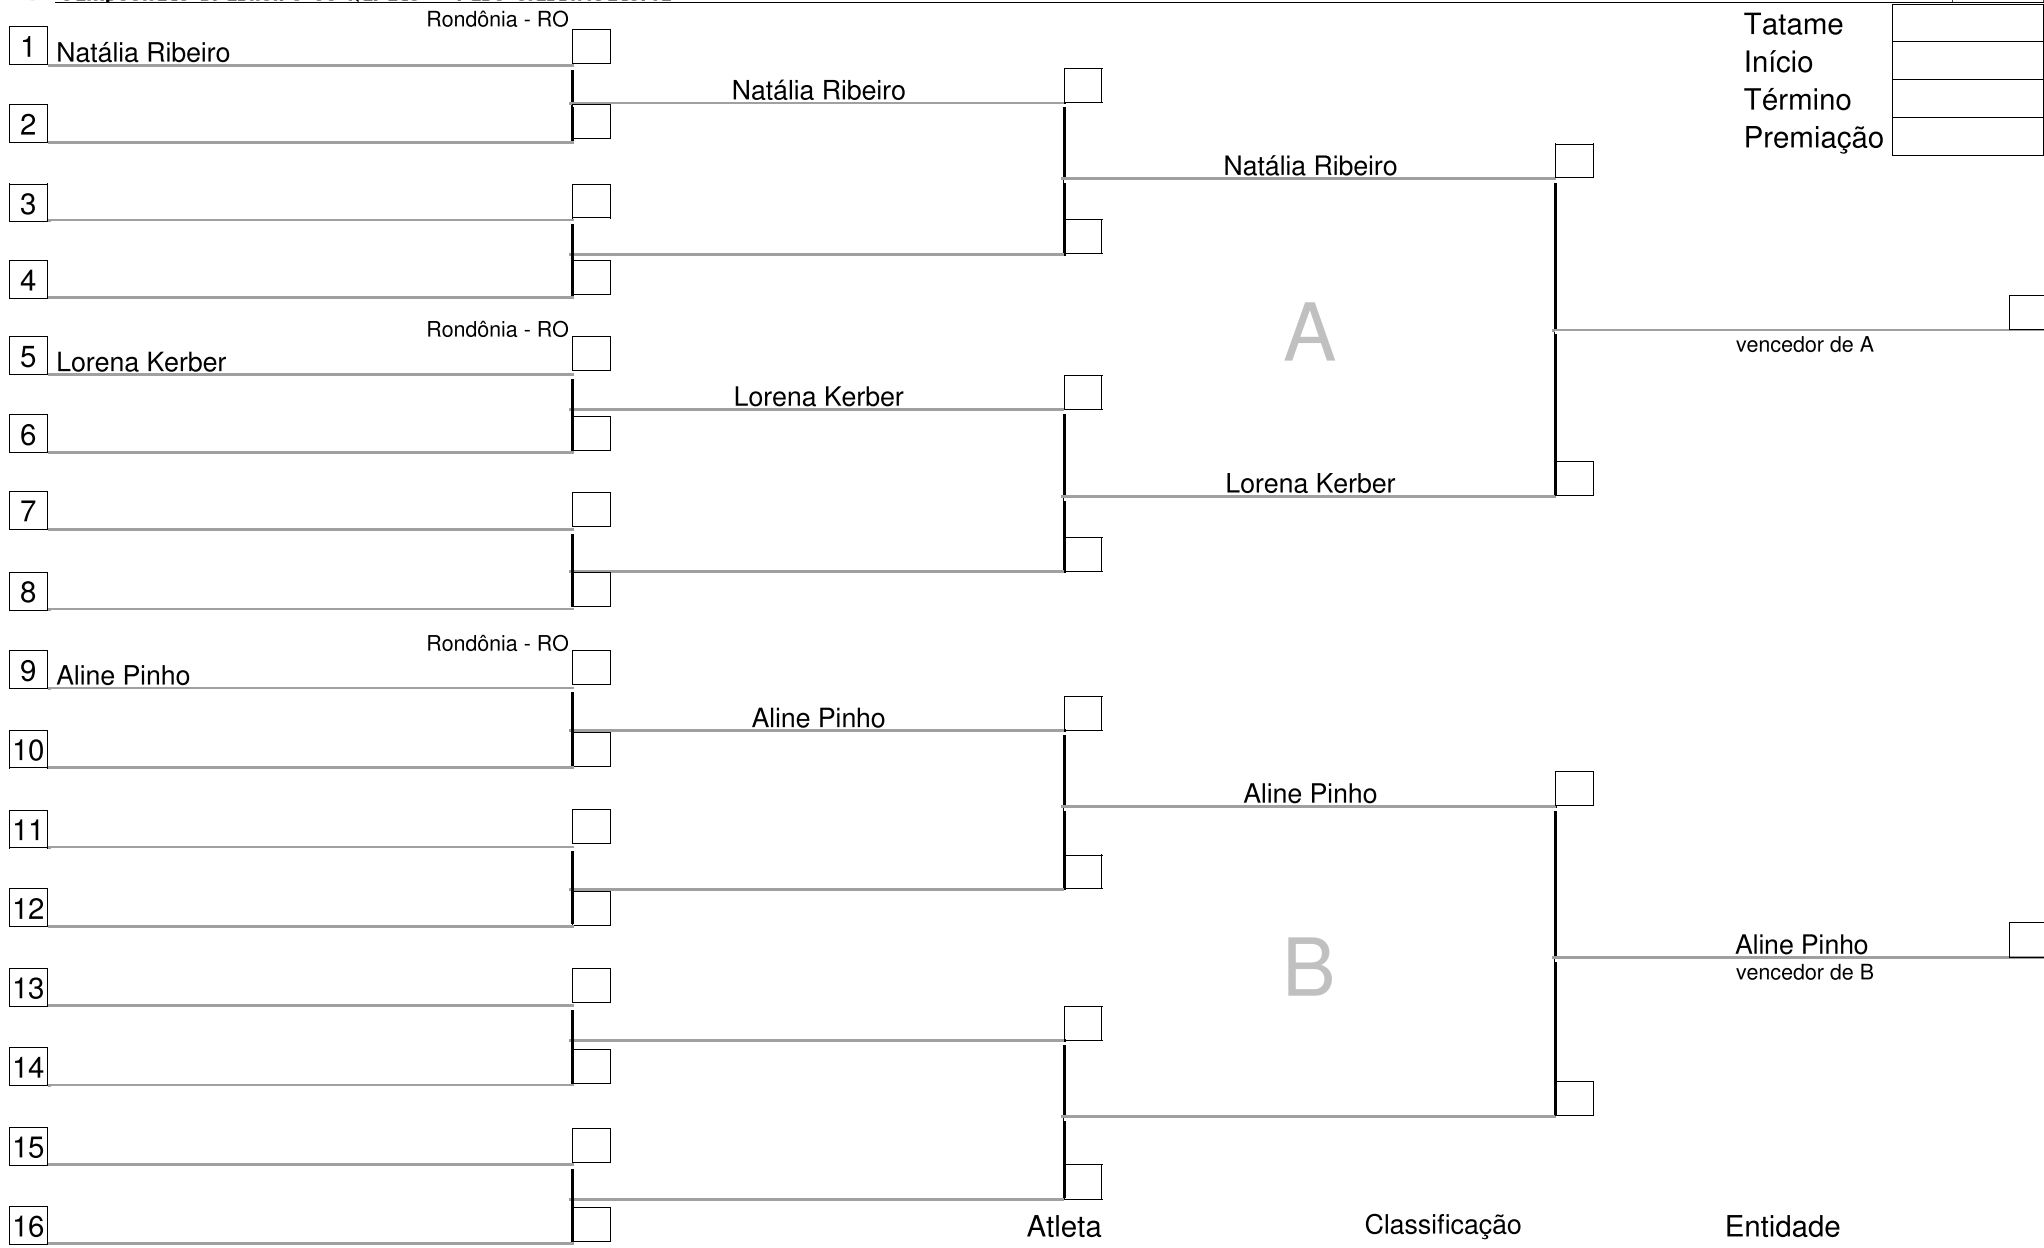 Rondônia - RO
1 Natália Ribeiro
Natália Ribeiro
2
Natália Ribeiro
3
4
Rondônia - RO
5 Lorena Kerber
Lorena Kerber
6
Lorena Kerber
7
8
A
vencedor de A
Rondônia - RO
9 Aline Pinho
Aline Pinho
10
Aline Pinho
11
12
B
Aline Pinho
vencedor de B
13
14
15
16
Tatame
Início
Término
Premiação
Atleta Classificação Entidade